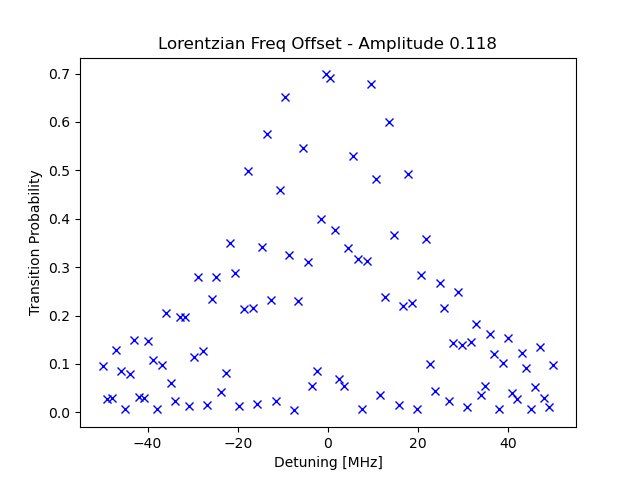 Lorentzian Freq Offset - Amplitude 0.118
Transition Probability
0.7
0.6
0.5
0.4
0.3
0.2
0.1
0.0
−40 −20 0 20 40
Detuning [MHz]